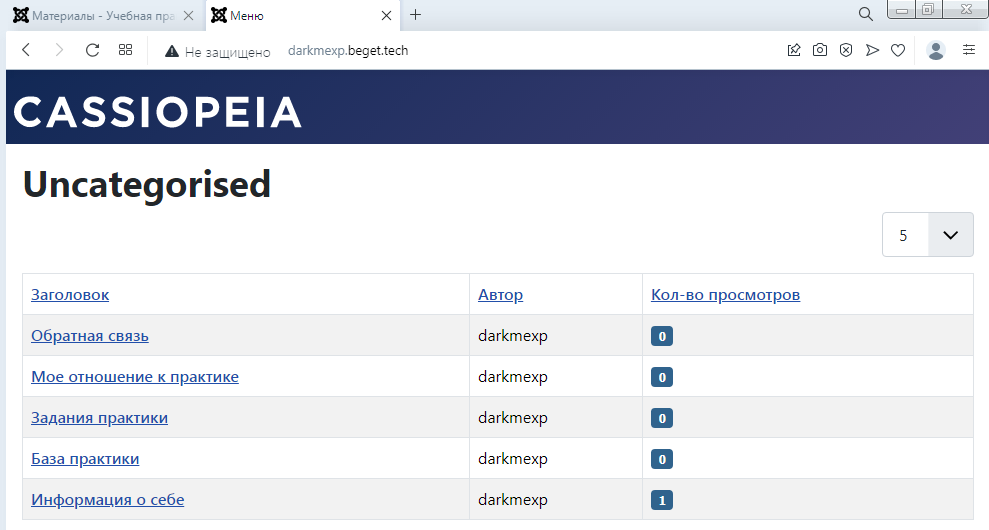 Материалы - Учебная пра
Меню
Не защищено darkmexp.beget.tech
CASSIOPEIA
Uncategorised
5
Заголовок Автор Кол-во просмотров
Обратная связь darkmexp 0
Мое отношение к практике darkmexp 0
Задания практики darkmexp 0
База практики darkmexp 0
Информация о себе darkmexp 1